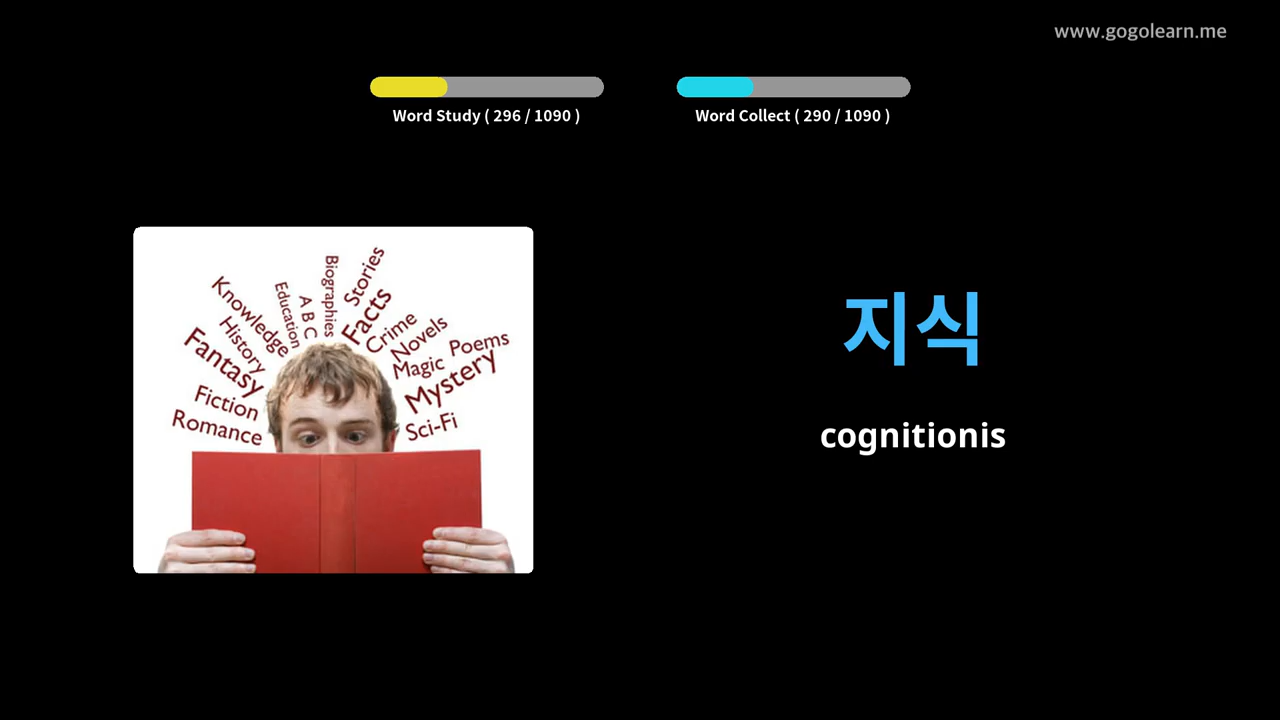 www.gogolearn.me
Word Study ( 296 / 1090 )
Word Collect ( 290 / 1090 )
Knowledge
History
Fantasy
Fiction
Romance
Education
A B C
Biographies
Stories
Facts
Crime
Novels
Magic
Poems
Mystery
Sci-Fi
지식
cognitionis